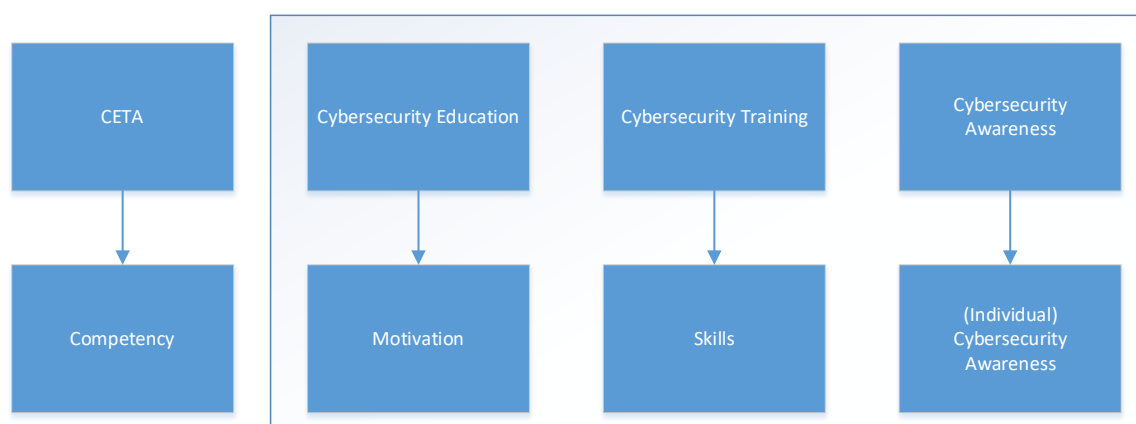 CETA
Cybersecurity Education
Cybersecurity Training
Cybersecurity
Awareness
Competency
Motivation
Skills
(Individual)
Cybersecurity
Awareness